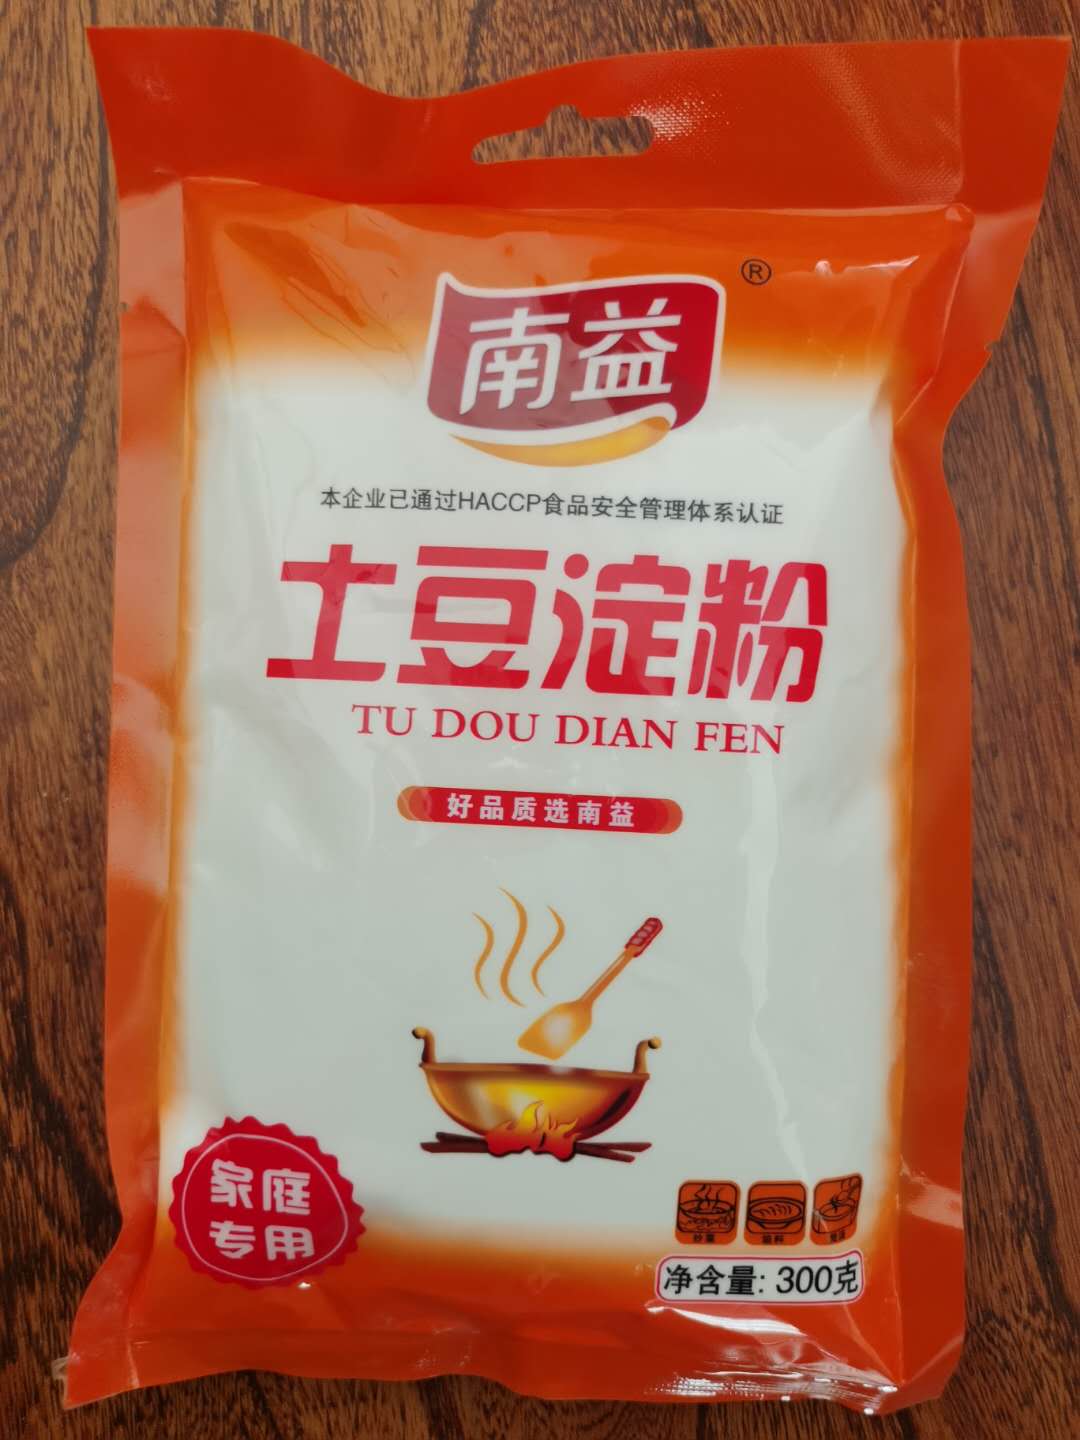 南益
®
本企业已通过HACCP食品安全管理体系认证
土豆淀粉
TU DOU DIAN FEN
好品质选南益
家庭
专用
炒菜
净含量: 300克